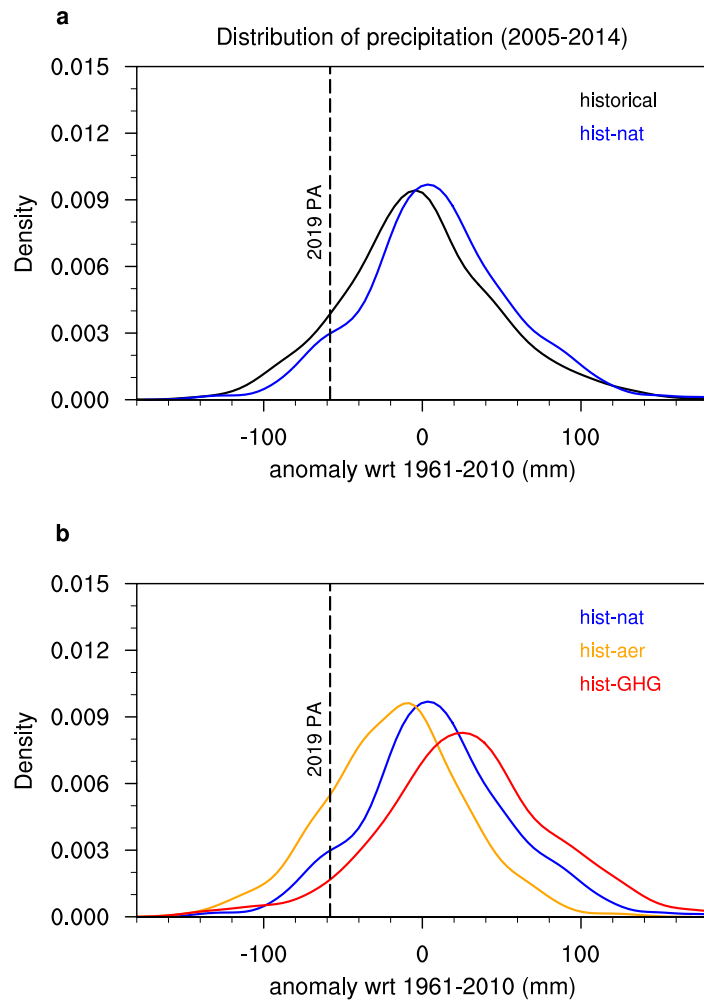 a
Distribution of precipitation (2005-2014)
0.015
0.012
0.009
0.006
0.003
0.000
Density
2019 PA
historical
hist-nat
-100
0
100
anomaly wrt 1961-2010 (mm)
b
0.015
0.012
0.009
0.006
0.003
0.000
Density
2019 PA
hist-nat
hist-aer
hist-GHG
-100
0
100
anomaly wrt 1961-2010 (mm)